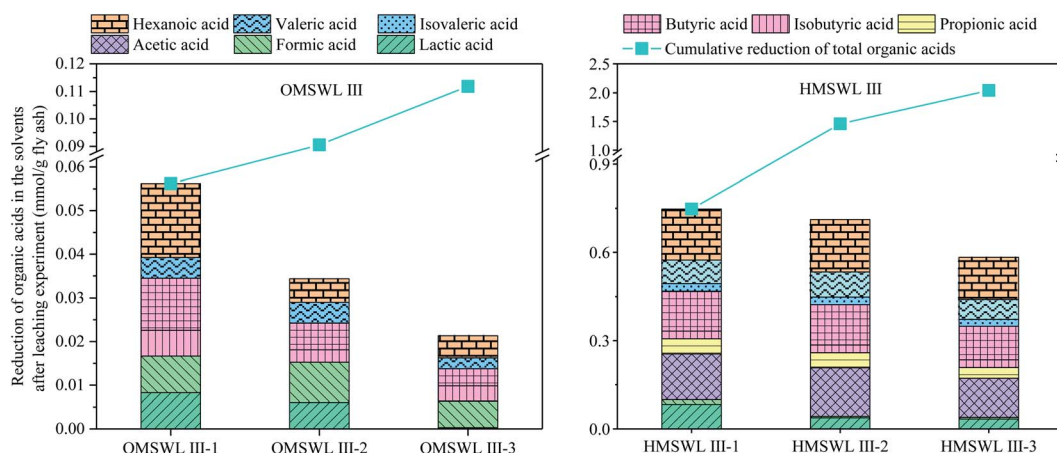 Hexanoic acid Valeric acid Isovaleric acid
Acetic acid Formic acid Lactic acid
Butyric acid Isobutyric acid Propionic acid
Cumulative reduction of total organic acids
Reduction of organic acids in the solvents
after leaching experiment (mmol/g fly ash)
OMSWL III
0.12
0.11
0.10
0.09
0.06
0.05
0.04
0.03
0.02
0.01
0.00
OMSWL III-1 OMSWL III-2 OMSWL III-3
HMSWL III
2.5
2.0
1.5
1.0
0.9
0.6
0.3
0.0
HMSWL III-1 HMSWL III-2 HMSWL III-3